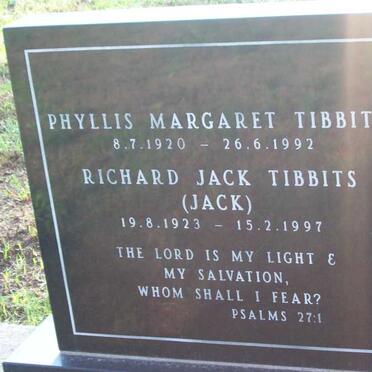 PHYLLIS MARGARET TIBBIT
8.7.1920 – 26.6.1992
RICHARD JACK TIBBITS
(JACK)
19.8.1923 – 15.2.1997
THE LORD IS MY LIGHT &
MY SALVATION,
WHOM SHALL I FEAR?
PSALMS 27:1